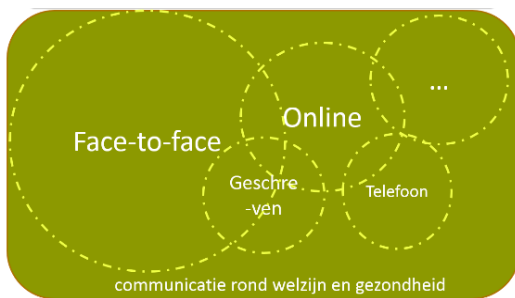 ...
Online
Face-to-face
Geschre
-ven
Telefoon
communicatie rond welzijn en gezondheid